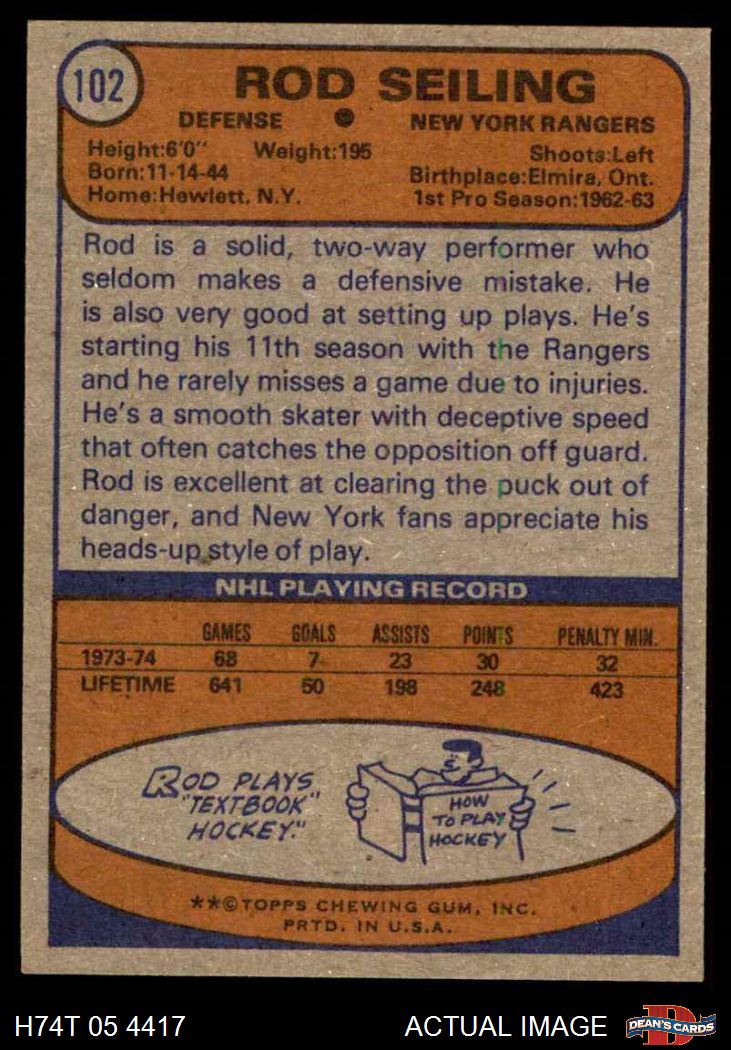 102
ROD SEILING
DEFENSE ● NEW YORK RANGERS
Height:6'0" Weight:195 Shoots:Left
Born:11-14-44 Birthplace:Elmira, Ont.
Home:Hewlett, N.Y. 1st Pro Season:1962-63
Rod is a solid, two-way performer who
seldom makes a defensive mistake. He
is also very good at setting up plays. He's
starting his 11th season with the Rangers
and he rarely misses a game due to injuries.
He's a smooth skater with deceptive speed
that often catches the opposition off guard.
Rod is excellent at clearing the puck out of
danger, and New York fans appreciate his
heads-up style of play.
NHL PLAYING RECORD
GAMES GOALS ASSISTS POINTS PENALTY MIN.
1973-74 68 7 23 30 32
LIFETIME 641 50 198 248 423
ROD PLAYS
"TEXTBOOK"
HOCKEY."
HOW
TO PLAY
HOCKEY
**©TOPPS CHEWING GUM, INC.
PRTD. IN U.S.A.
H74T 05 4417 ACTUAL IMAGE D DEAN'S CARDS